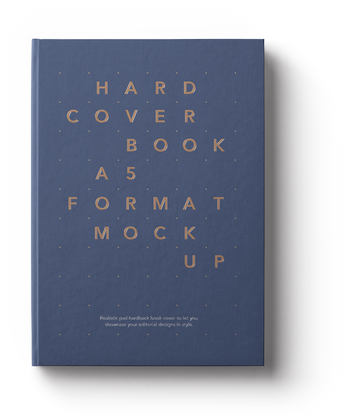 HARD
COVER
BOOK
A5
FORMAT
MOCK
UP
Realistic psd hardback book cover to let you
showcase your editorial designs in style.